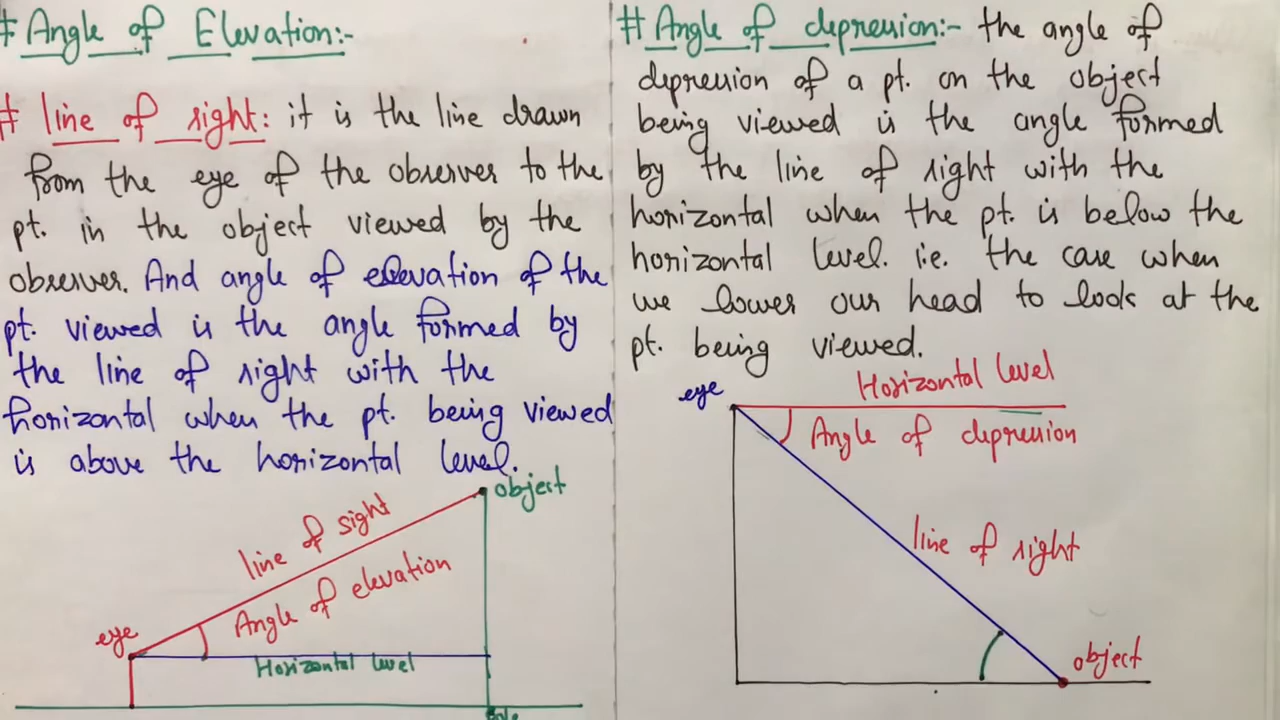 # Angle of Elevation:-
# line of sight: it is the line drawn
from the eye of the observer to the
pt. in the object viewed by the
observer. And angle of elevation of the
pt. viewed is the angle formed by
the line of sight with the
horizontal when the pt. being viewed
is above the horizontal level.
object
line of sight
Angle of elevation
eye
Horizontal level
Pole
# Angle of depression:- the angle of
depression of a pt. on the object
being viewed is the angle formed
by the line of sight with the
horizontal when the pt. is below the
horizontal level. i.e. the case when
we lower our head to look at the
pt. being viewed.
eye
Horizontal level
Angle of depression
line of sight
object